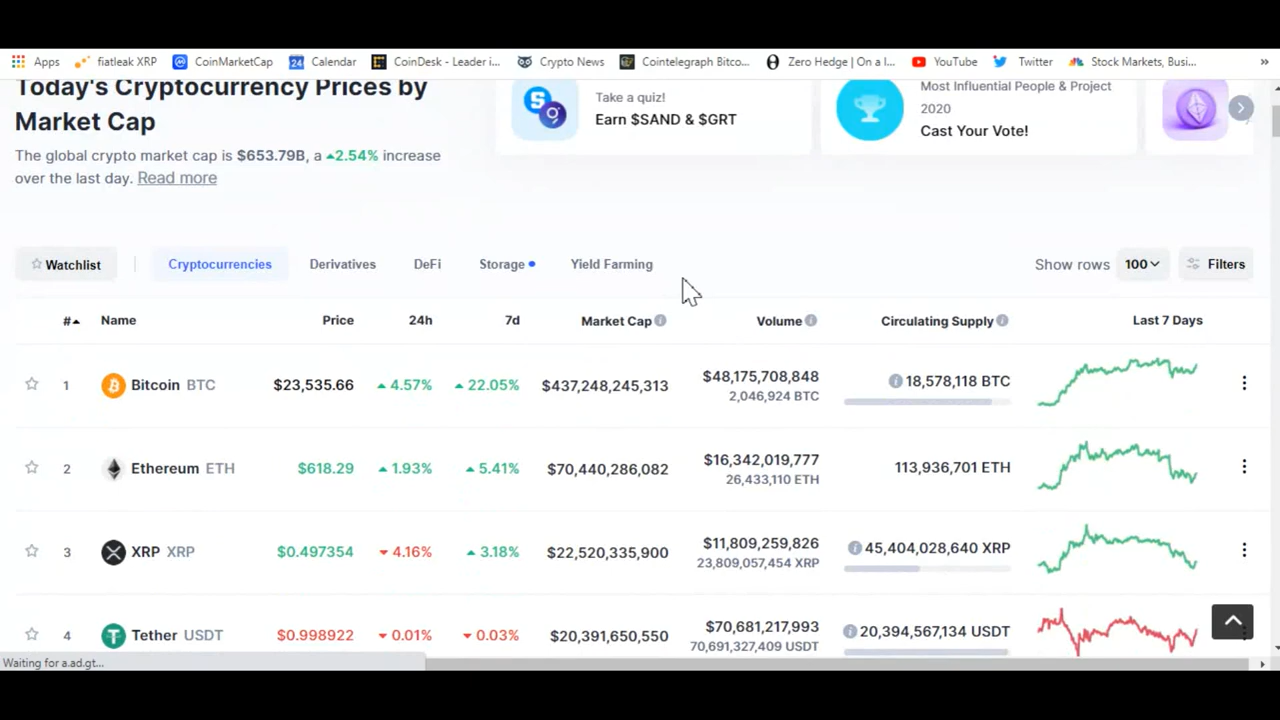 Apps fiatleak XRP CoinMarketCap 24 Calendar CoinDesk - Leader i... Crypto News Cointelegraph Bitco... Zero Hedge | On a l... YouTube Twitter Stock Markets, Busi... »
Today's Cryptocurrency Prices by
Market Cap
The global crypto market cap is $653.79B, a ▲2.54% increase
over the last day. Read more
Take a quiz!
Earn $SAND & $GRT
Most Influential People & Project
2020
Cast Your Vote!
Watchlist Cryptocurrencies Derivatives DeFi Storage Yield Farming Show rows 100 Filters
# Name Price 24h 7d Market Cap Volume Circulating Supply Last 7 Days
1 Bitcoin BTC $23,535.66 4.57% 22.05% $437,248,245,313 $48,175,708,848 18,578,118 BTC
2,046,924 BTC
2 Ethereum ETH $618.29 1.93% 5.41% $70,440,286,082 $16,342,019,777 113,936,701 ETH
26,433,110 ETH
3 XRP XRP $0.497354 4.16% 3.18% $22,520,335,900 $11,809,259,826 45,404,028,640 XRP
23,809,057,454 XRP
4 Tether USDT $0.998922 0.01% 0.03% $20,391,650,550 $70,681,217,993 20,394,567,134 USDT
70,691,327,409 USDT
Waiting for a.ad.gt...